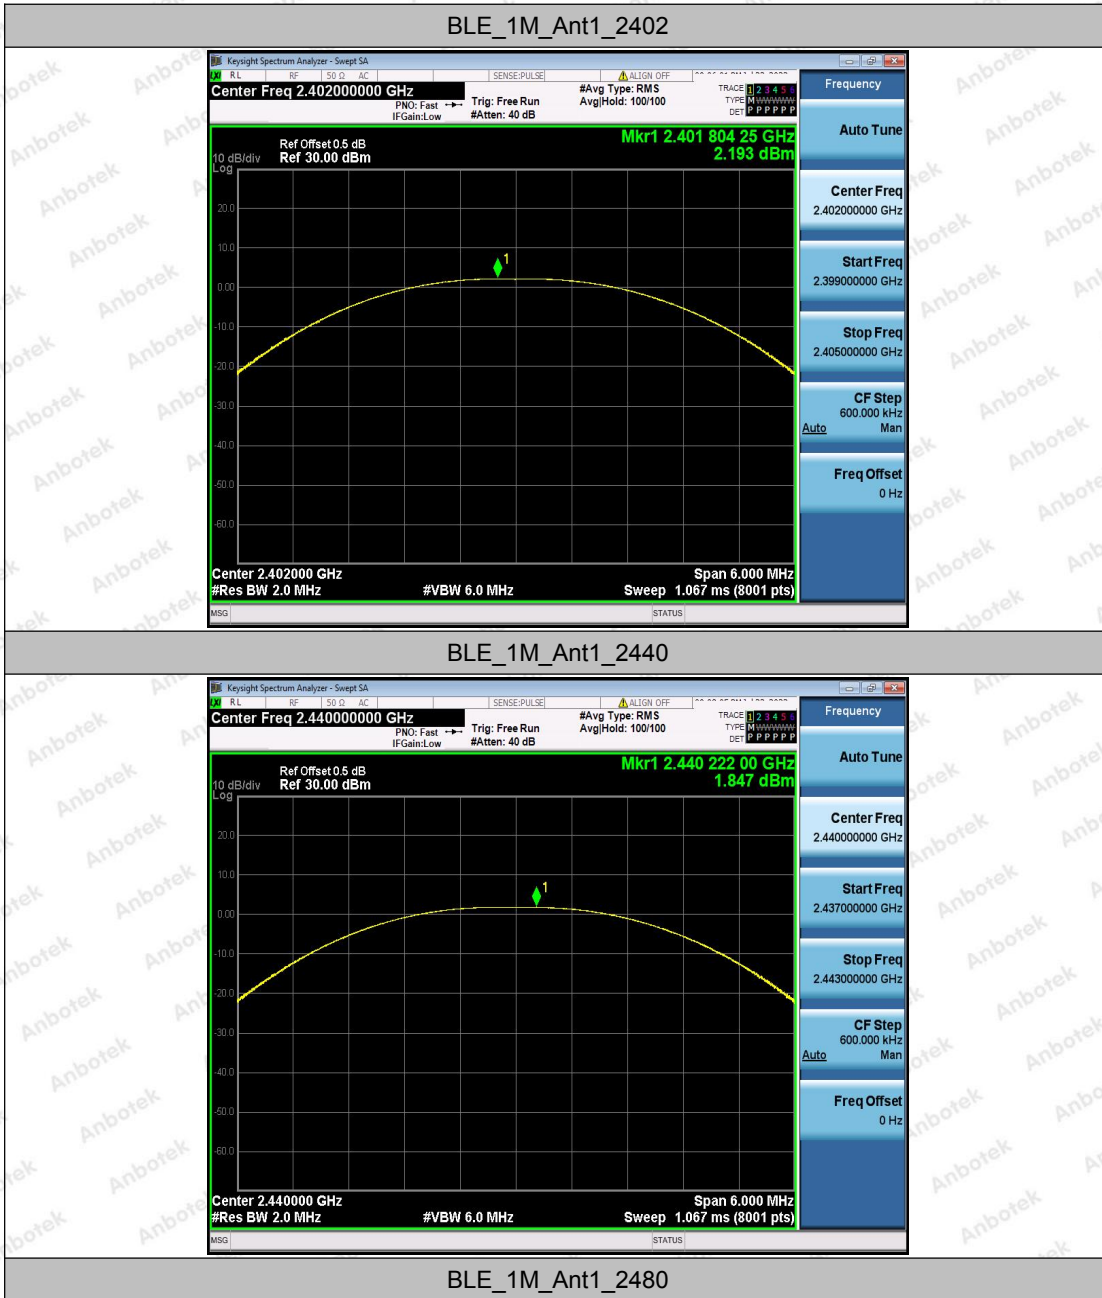 BLE_1M_Ant1_2402
Keysight Spectrum Analyzer - Swept SA
RL RF 50 Ω AC SENSE:PULSE ALIGN OFF
Center Freq 2.402000000 GHz
PNO: Fast
IFGain:Low
Trig: Free Run
#Atten: 40 dB
#Avg Type: RMS
Avg|Hold: 100/100
TRACE 1 2 3 4 5 6
TYPE M WWWWW
DET P P P P P P
Mkr1 2.401 804 25 GHz
2.193 dBm
Ref Offset 0.5 dB
10 dB/div Ref 30.00 dBm
Log
20.0
10.0
1
0.00
-10.0
-20.0
-30.0
-40.0
-50.0
-60.0
Center 2.402000 GHz Span 6.000 MHz
#Res BW 2.0 MHz #VBW 6.0 MHz Sweep 1.067 ms (8001 pts)
MSG STATUS
Frequency
Auto Tune
Center Freq
2.402000000 GHz
Start Freq
2.399000000 GHz
Stop Freq
2.405000000 GHz
CF Step
600.000 kHz
Auto Man
Freq Offset
0 Hz
BLE_1M_Ant1_2440
Keysight Spectrum Analyzer - Swept SA
RL RF 50 Ω AC SENSE:PULSE ALIGN OFF
Center Freq 2.440000000 GHz
PNO: Fast
IFGain:Low
Trig: Free Run
#Atten: 40 dB
#Avg Type: RMS
Avg|Hold: 100/100
TRACE 1 2 3 4 5 6
TYPE M WWWWW
DET P P P P P P
Mkr1 2.440 222 00 GHz
1.847 dBm
Ref Offset 0.5 dB
10 dB/div Ref 30.00 dBm
Log
20.0
10.0
1
0.00
-10.0
-20.0
-30.0
-40.0
-50.0
-60.0
Center 2.440000 GHz Span 6.000 MHz
#Res BW 2.0 MHz #VBW 6.0 MHz Sweep 1.067 ms (8001 pts)
MSG STATUS
Frequency
Auto Tune
Center Freq
2.440000000 GHz
Start Freq
2.437000000 GHz
Stop Freq
2.443000000 GHz
CF Step
600.000 kHz
Auto Man
Freq Offset
0 Hz
BLE_1M_Ant1_2480
Anbotek